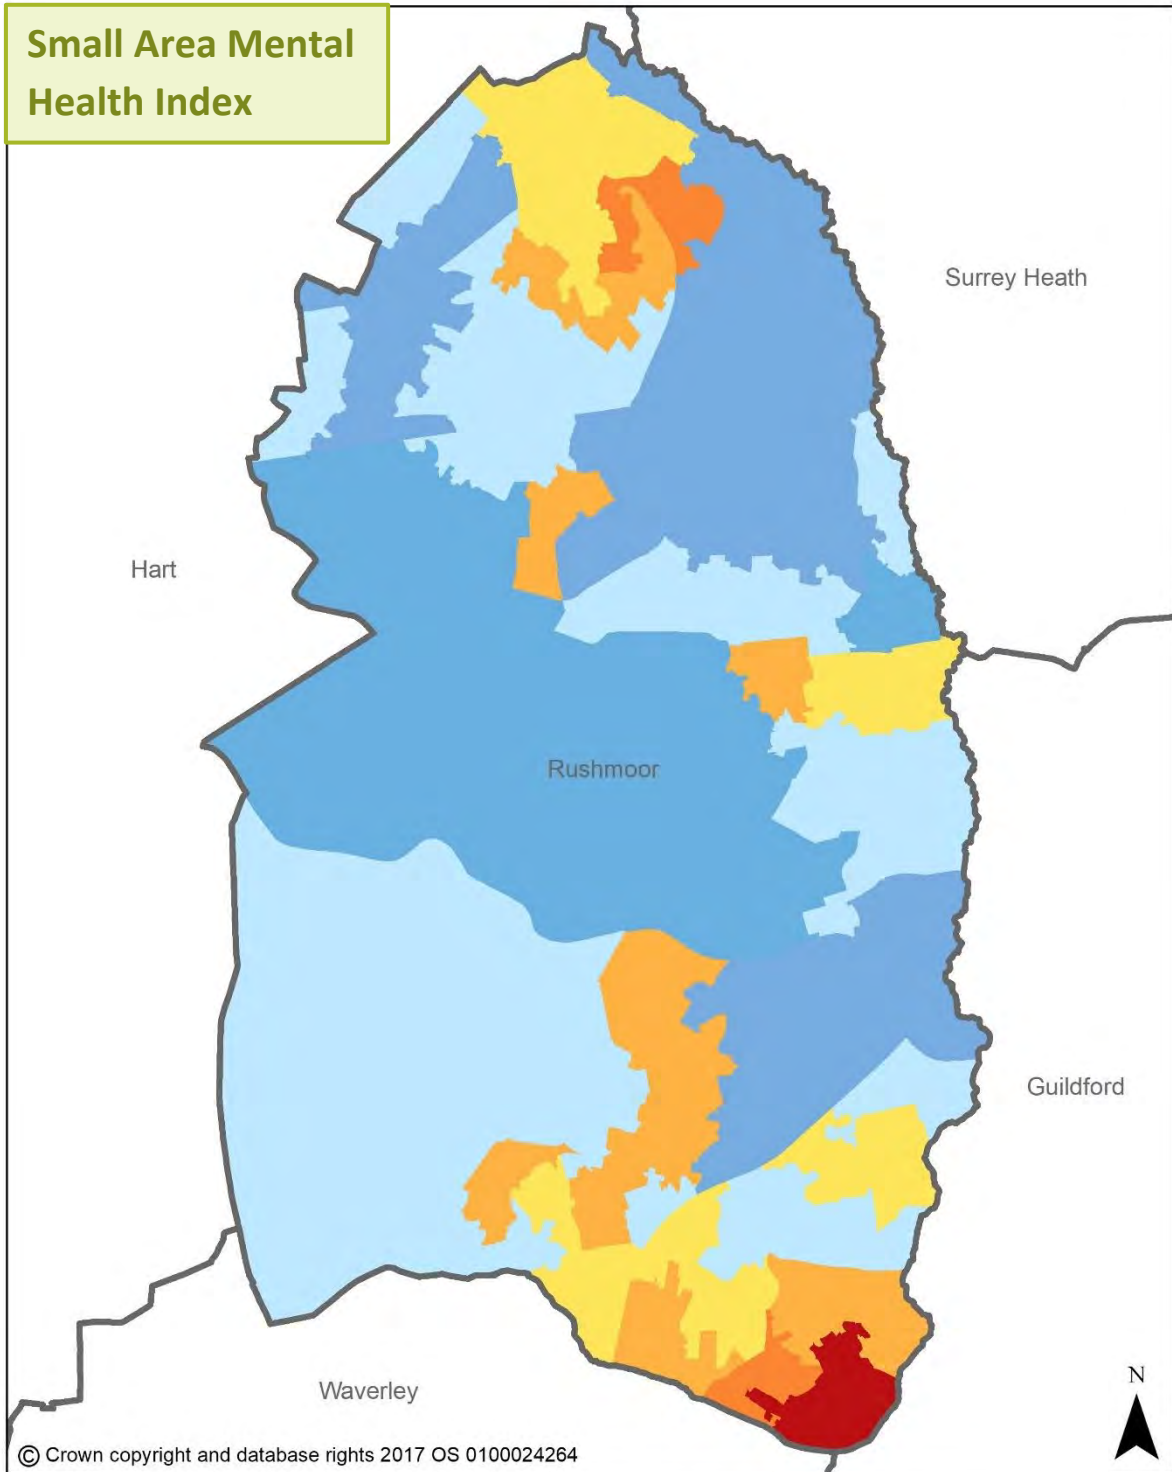 Small Area Mental
Health Index
Surrey Heath
Hart
Rushmoor
Guildford
Waverley
N
© Crown copyright and database rights 2017 OS 0100024264